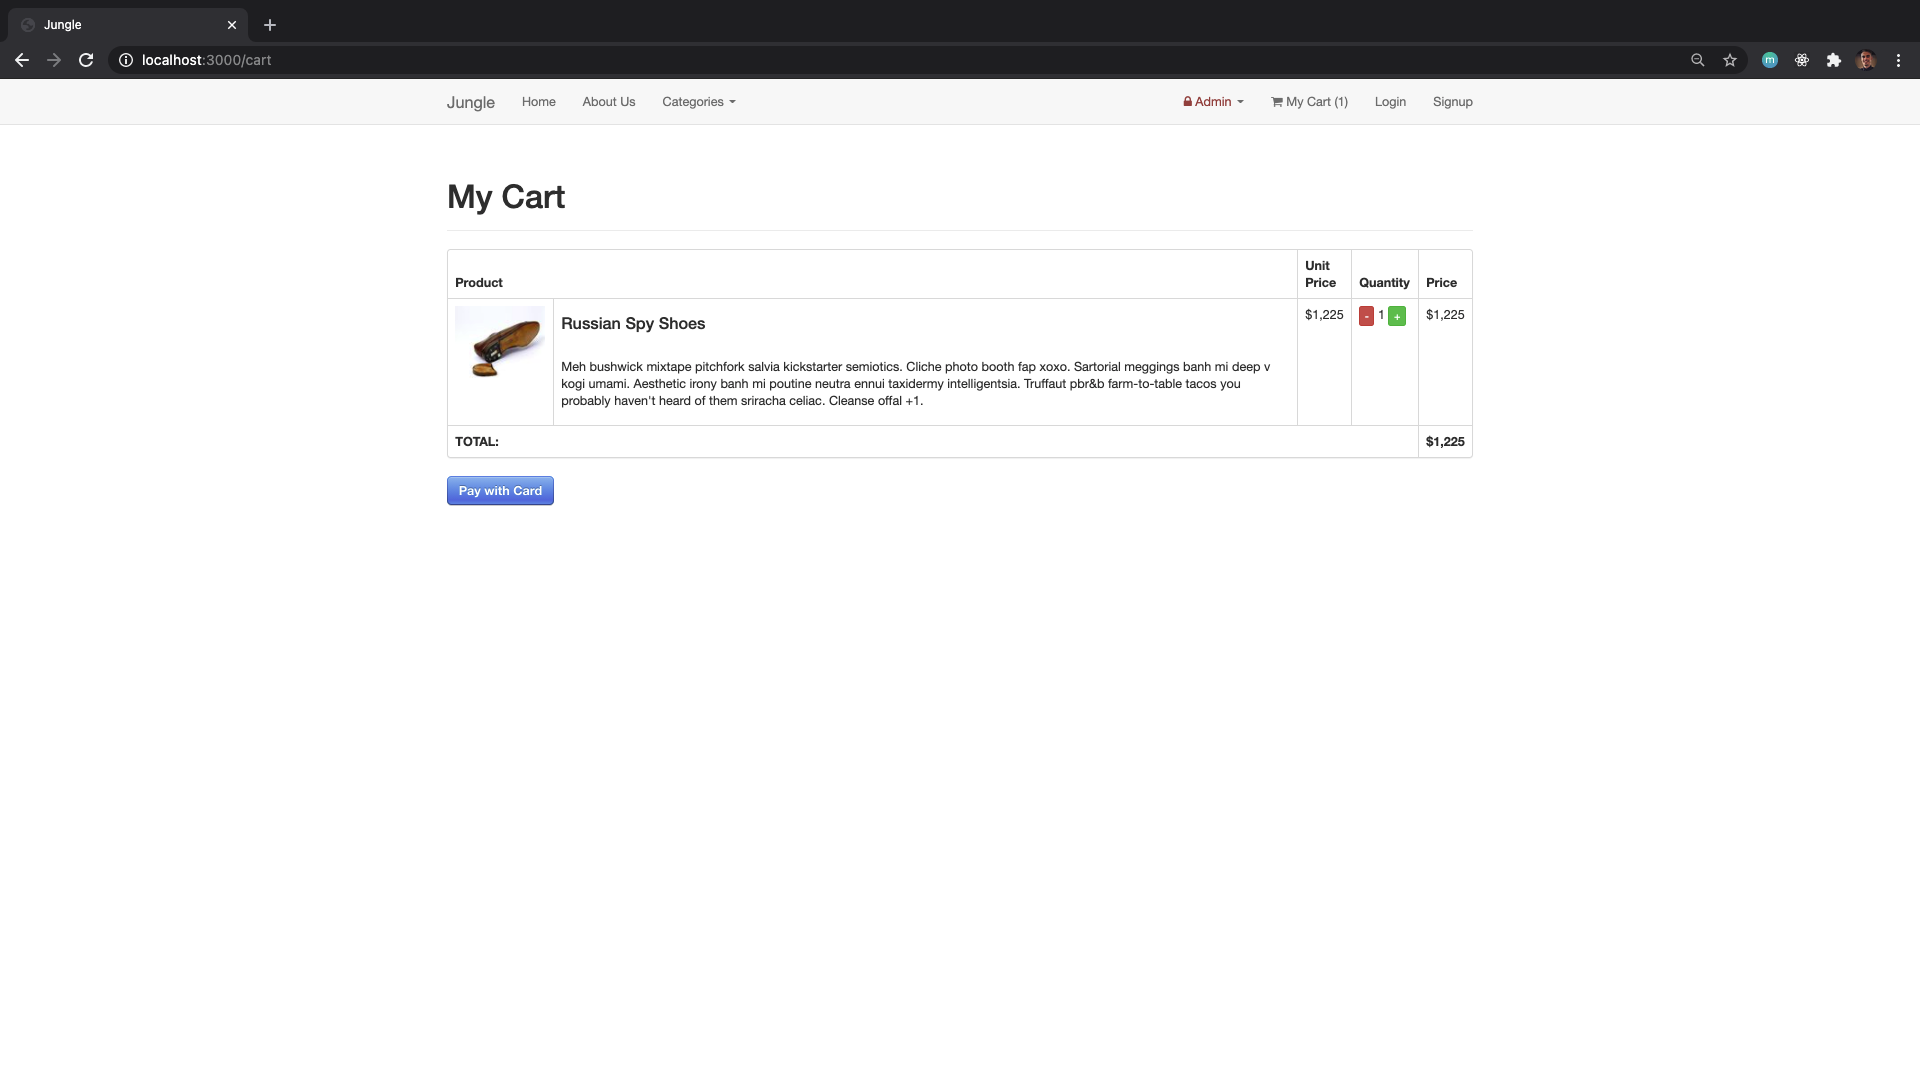 Jungle
localhost:3000/cart
m
Jungle Home About Us Categories Admin My Cart (1) Login Signup
My Cart
Product Unit Price Quantity Price
Russian Spy Shoes $1,225 - 1 + $1,225
Meh bushwick mixtape pitchfork salvia kickstarter semiotics. Cliche photo booth fap xoxo. Sartorial meggings banh mi deep v
kogi umami. Aesthetic irony banh mi poutine neutra ennui taxidermy intelligentsia. Truffaut pbr&b farm-to-table tacos you
probably haven't heard of them sriracha celiac. Cleanse offal +1.
TOTAL: $1,225
Pay with Card